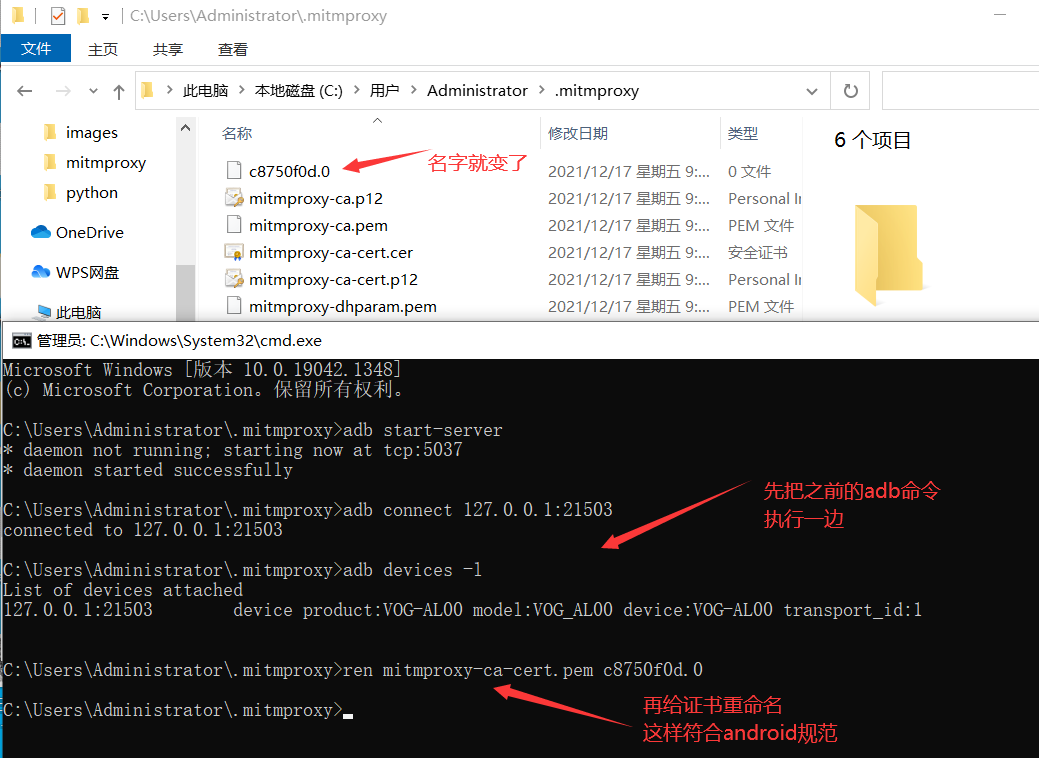 C:\Users\Administrator\.mitmproxy
文件 主页 共享 查看
此电脑 本地磁盘 (C:) 用户 Administrator .mitmproxy
images
mitmproxy
python
OneDrive
WPS网盘
此电脑
名称 修改日期 类型
c8750f0d.0 2021/12/17 星期五 9:... 0 文件
mitmproxy-ca.p12 2021/12/17 星期五 9:... Personal In
mitmproxy-ca.pem 2021/12/17 星期五 9:... PEM 文件
mitmproxy-ca-cert.cer 2021/12/17 星期五 9:... 安全证书
mitmproxy-ca-cert.p12 2021/12/17 星期五 9:... Personal In
mitmproxy-dhparam.pem 2021/12/17 星期五 9:... PEM 文件
名字就变了
6 个项目
管理员: C:\Windows\System32\cmd.exe
Microsoft Windows [版本 10.0.19042.1348]
(c) Microsoft Corporation。保留所有权利。
C:\Users\Administrator\.mitmproxy>adb start-server
* daemon not running; starting now at tcp:5037
* daemon started successfully
C:\Users\Administrator\.mitmproxy>adb connect 127.0.0.1:21503
connected to 127.0.0.1:21503
先把之前的adb命令
执行一边
C:\Users\Administrator\.mitmproxy>adb devices -l
List of devices attached
127.0.0.1:21503 device product:VOG-AL00 model:VOG_AL00 device:VOG-AL00 transport_id:1
C:\Users\Administrator\.mitmproxy>ren mitmproxy-ca-cert.pem c8750f0d.0
C:\Users\Administrator\.mitmproxy>
再给证书重命名
这样符合android规范